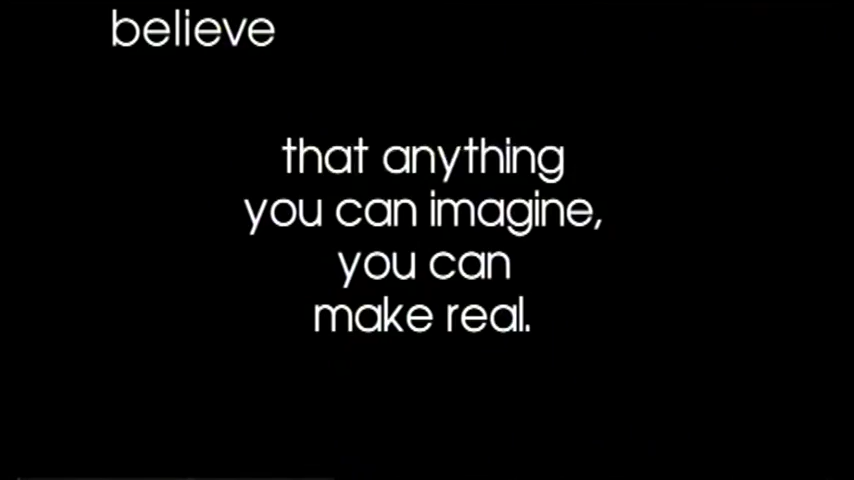 believe
that anything
you can imagine,
you can
make real.